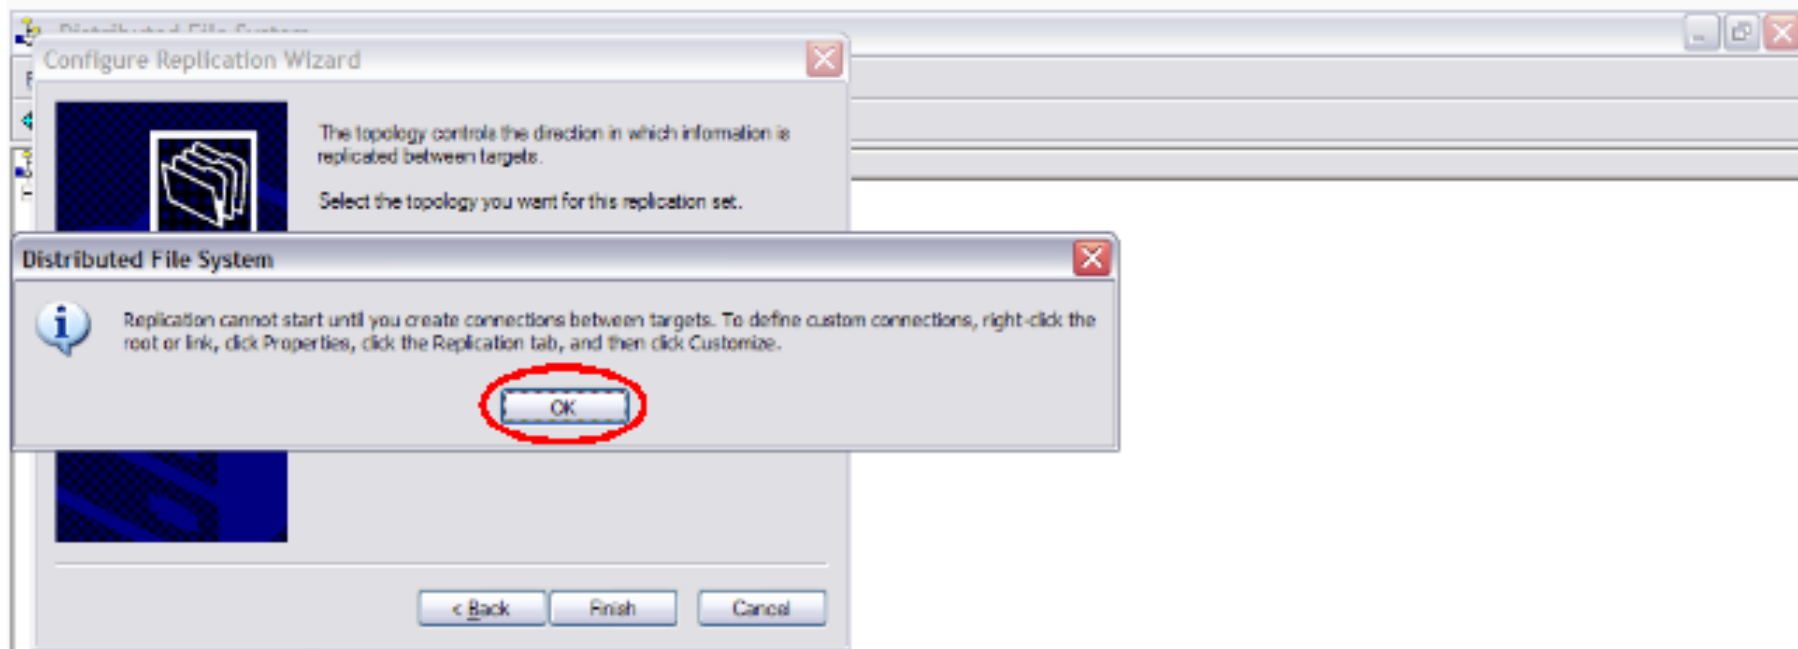 Distributed File System
Configure Replication Wizard
The topology controls the direction in which information is
replicated between targets.
Select the topology you want for this replication set.
Distributed File System
Replication cannot start until you create connections between targets. To define custom connections, right-click the
root or link, click Properties, click the Replication tab, and then click Customize.
OK
< Back Finish Cancel